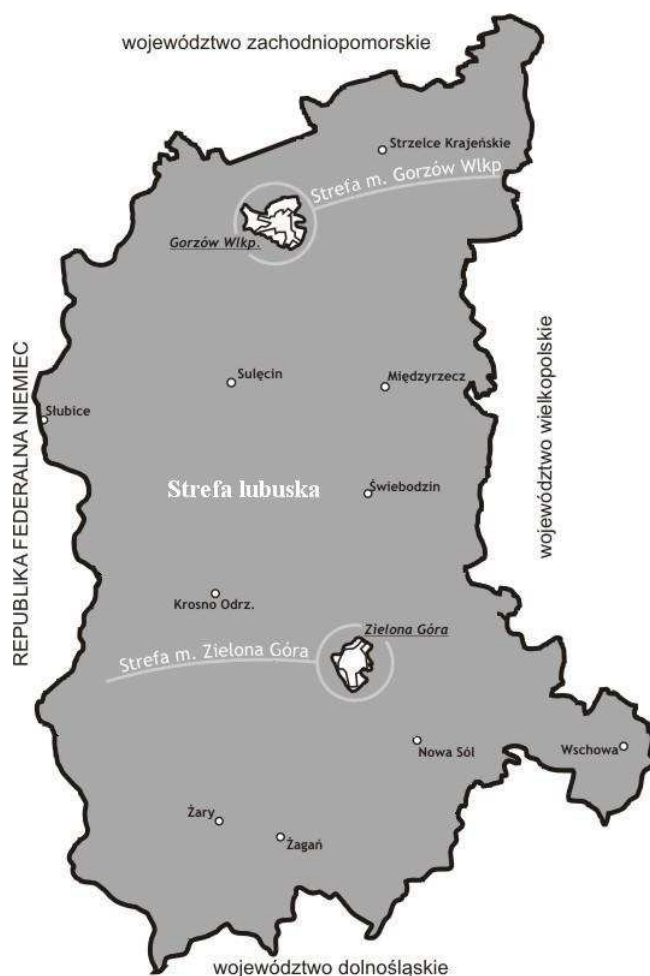 województwo zachodniopomorskie
Strzelce Krajeńskie
Strefa m. Gorzów Wlkp
Gorzów Wlkp.
Sulęcin
Międzyrzecz
Słubice
REPUBLIKA FEDERALNA NIEMIEC
województwo wielkopolskie
Strefa lubuska
Świebodzin
Krosno Odrz.
Zielona Góra
Strefa m. Zielona Góra
Nowa Sól
Wschowa
Żary
Żagań
województwo dolnośląskie